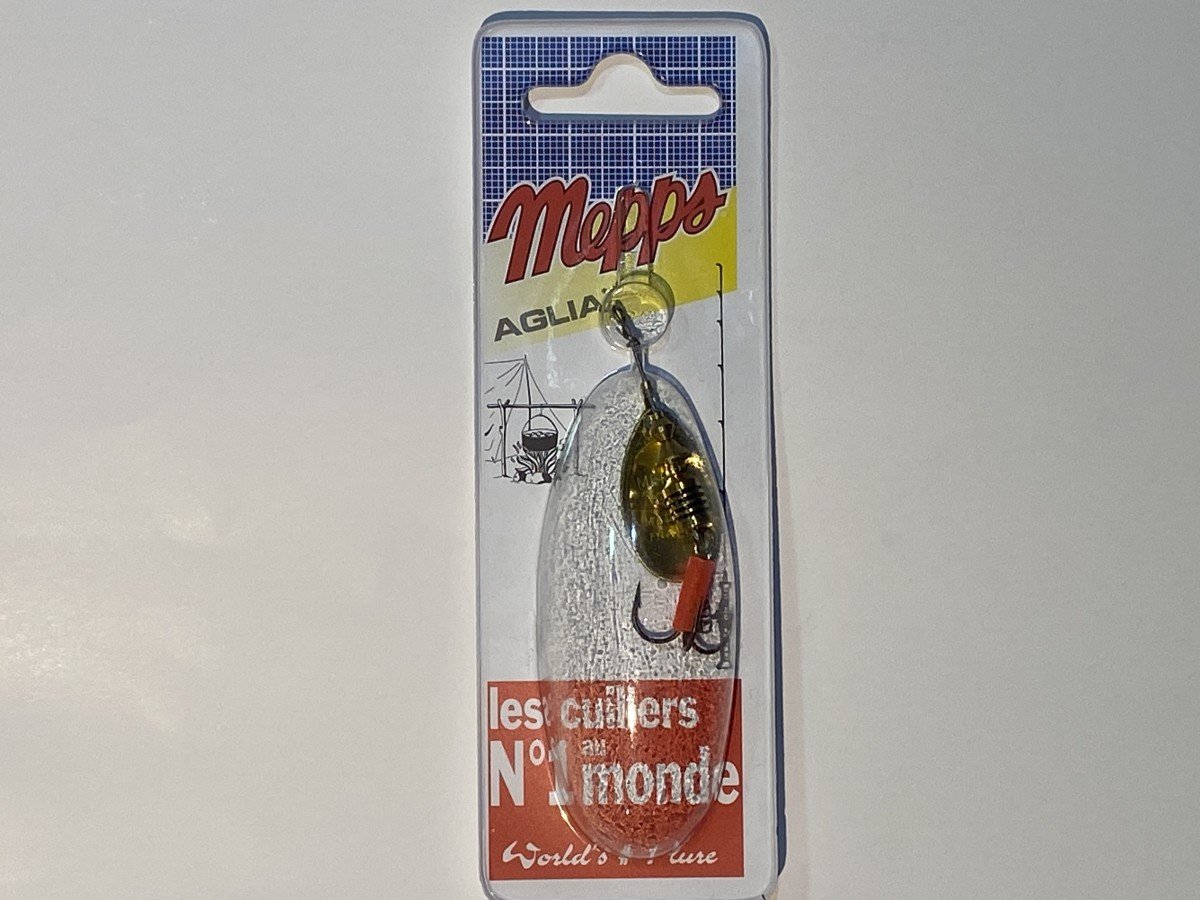 Mepps
AGLIA
les cuillers
N°1 au monde
World's #1 lure